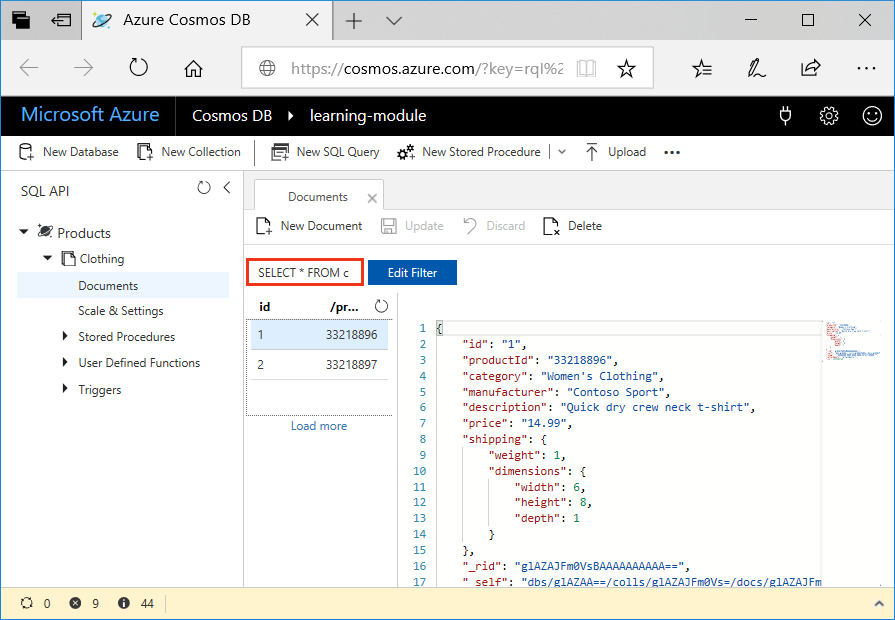 Azure Cosmos DB
https://cosmos.azure.com/?key=rql%2
Microsoft Azure Cosmos DB learning-module
New Database New Collection New SQL Query New Stored Procedure Upload •••
SQL API
Products
Clothing
Documents
Scale & Settings
Stored Procedures
User Defined Functions
Triggers
Documents
New Document Update Discard Delete
SELECT * FROM c Edit Filter
id /pr...
1 33218896
2 33218897
Load more
1 {
2 "id": "1",
3 "productId": "33218896",
4 "category": "Women's Clothing",
5 "manufacturer": "Contoso Sport",
6 "description": "Quick dry crew neck t-shirt",
7 "price": "14.99",
8 "shipping": {
9 "weight": 1,
10 "dimensions": {
11 "width": 6,
12 "height": 8,
13 "depth": 1
14 }
15 },
16 "_rid": "glAZAJFm0VsBAAAAAAAAAA==",
17 "_self": "dbs/glAZAA==/colls/glAZAJFm0Vs=/docs/glAZAJFm
0 9 44